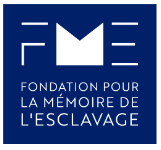 FME
FONDATION POUR
LA MÉMOIRE DE
L'ESCLAVAGE